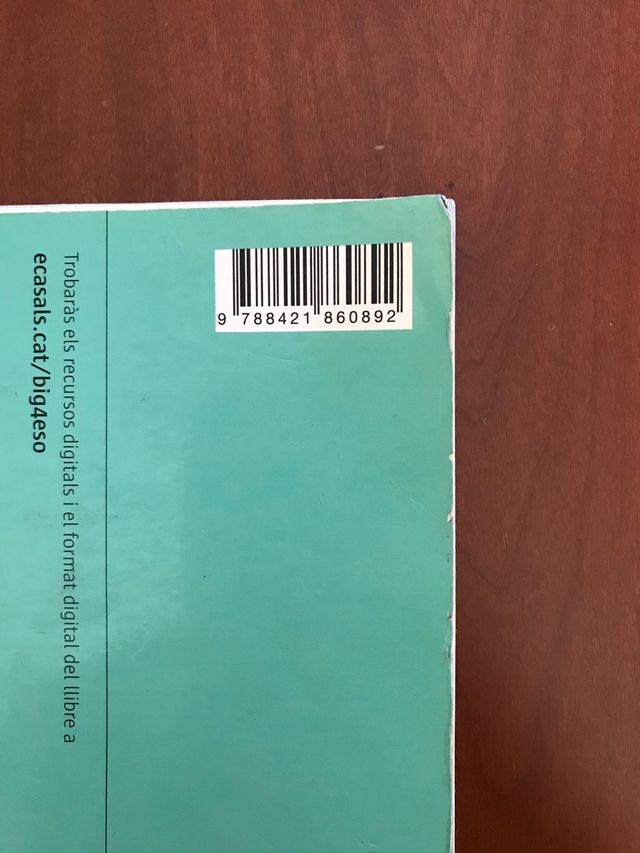 9 788421 860892
Trobaràs els recursos digitals i el format digital del llibre a
ecasals.cat/big4eso